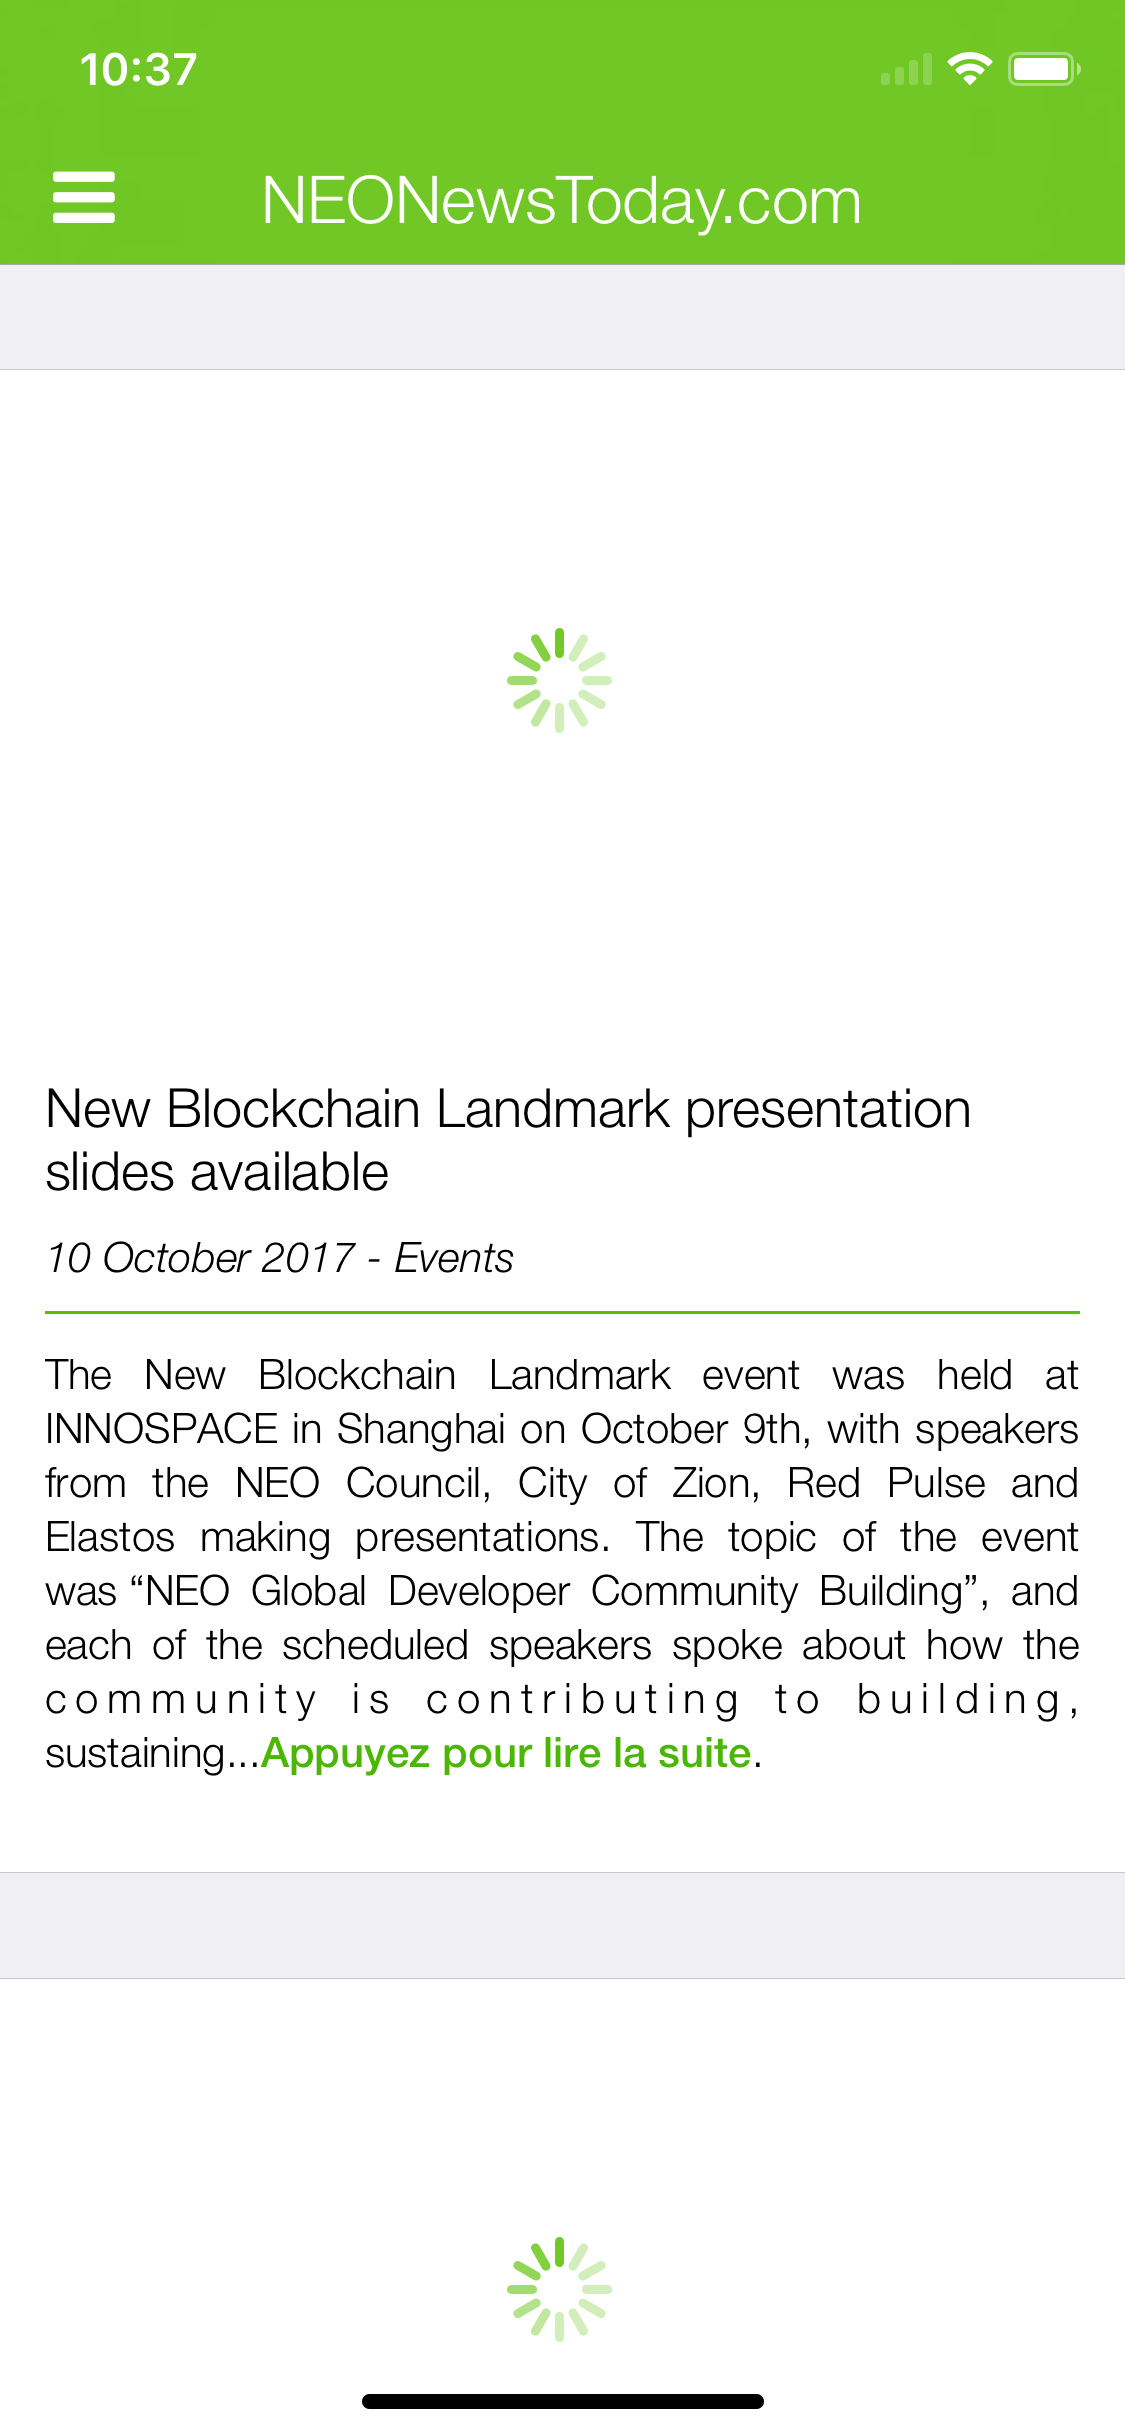 10:37
NEONewsToday.com
New Blockchain Landmark presentation
slides available
10 October 2017 - Events
The New Blockchain Landmark event was held at
INNOSPACE in Shanghai on October 9th, with speakers
from the NEO Council, City of Zion, Red Pulse and
Elastos making presentations. The topic of the event
was “NEO Global Developer Community Building”, and
each of the scheduled speakers spoke about how the
community is contributing to building,
sustaining...Appuyez pour lire la suite.